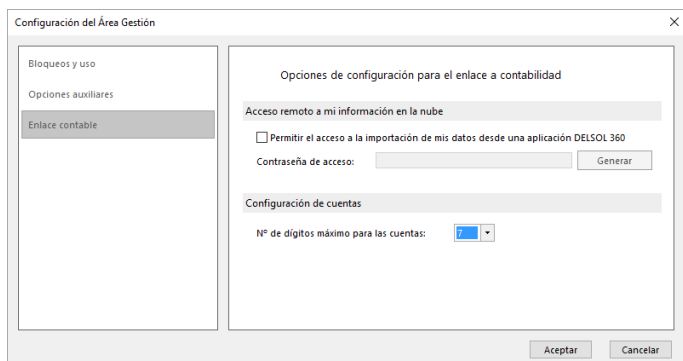 Configuración del Área Gestión
Bloqueos y uso
Opciones auxiliares
Enlace contable
Opciones de configuración para el enlace a contabilidad
Acceso remoto a mi información en la nube
Permitir el acceso a la importación de mis datos desde una aplicación DELSOL 360
Contraseña de acceso: Generar
Configuración de cuentas
Nº de dígitos máximo para las cuentas: 7
Aceptar Cancelar